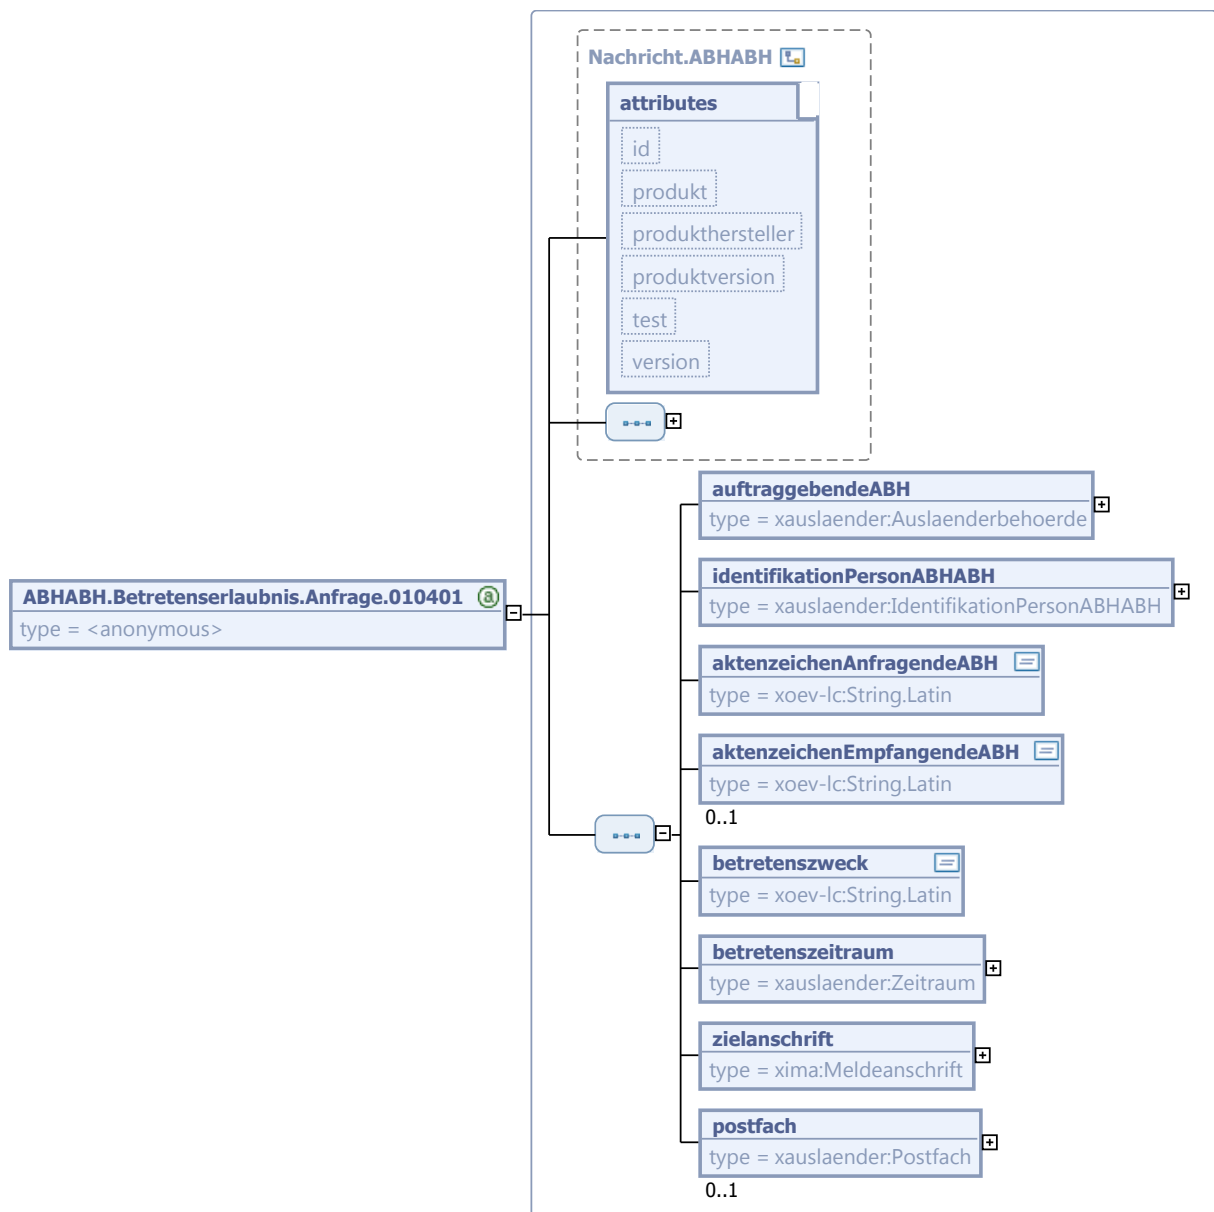 Nachricht.ABHABH
attributes
id
produkt
produkthersteller
produktversion
test
version
auftraggebendeABH
type = xauslaender:Auslaenderbehoerde
identifikationPersonABHABH
type = xauslaender:IdentifikationPersonABHABH
ABHABH.Betretenserlaubnis.Anfrage.010401
type = <anonymous>
aktenzeichenAnfragendeABH
type = xoev-lc:String.Latin
aktenzeichenEmpfangendeABH
type = xoev-lc:String.Latin
0..1
betretenszweck
type = xoev-lc:String.Latin
betretenszeitraum
type = xauslaender:Zeitraum
zielanschrift
type = xima:Meldeanschrift
postfach
type = xauslaender:Postfach
0..1